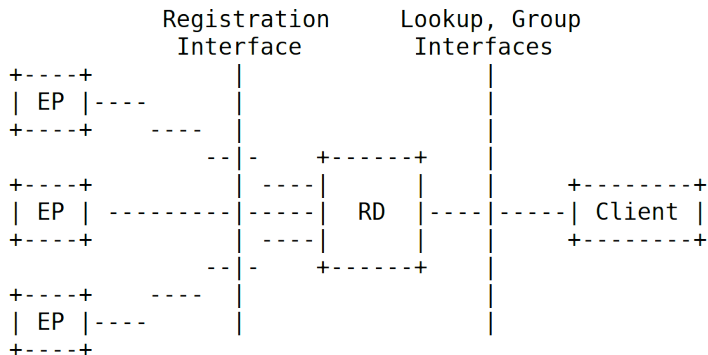 Registration Lookup, Group
Interface Interfaces
EP
RD Client
EP
EP